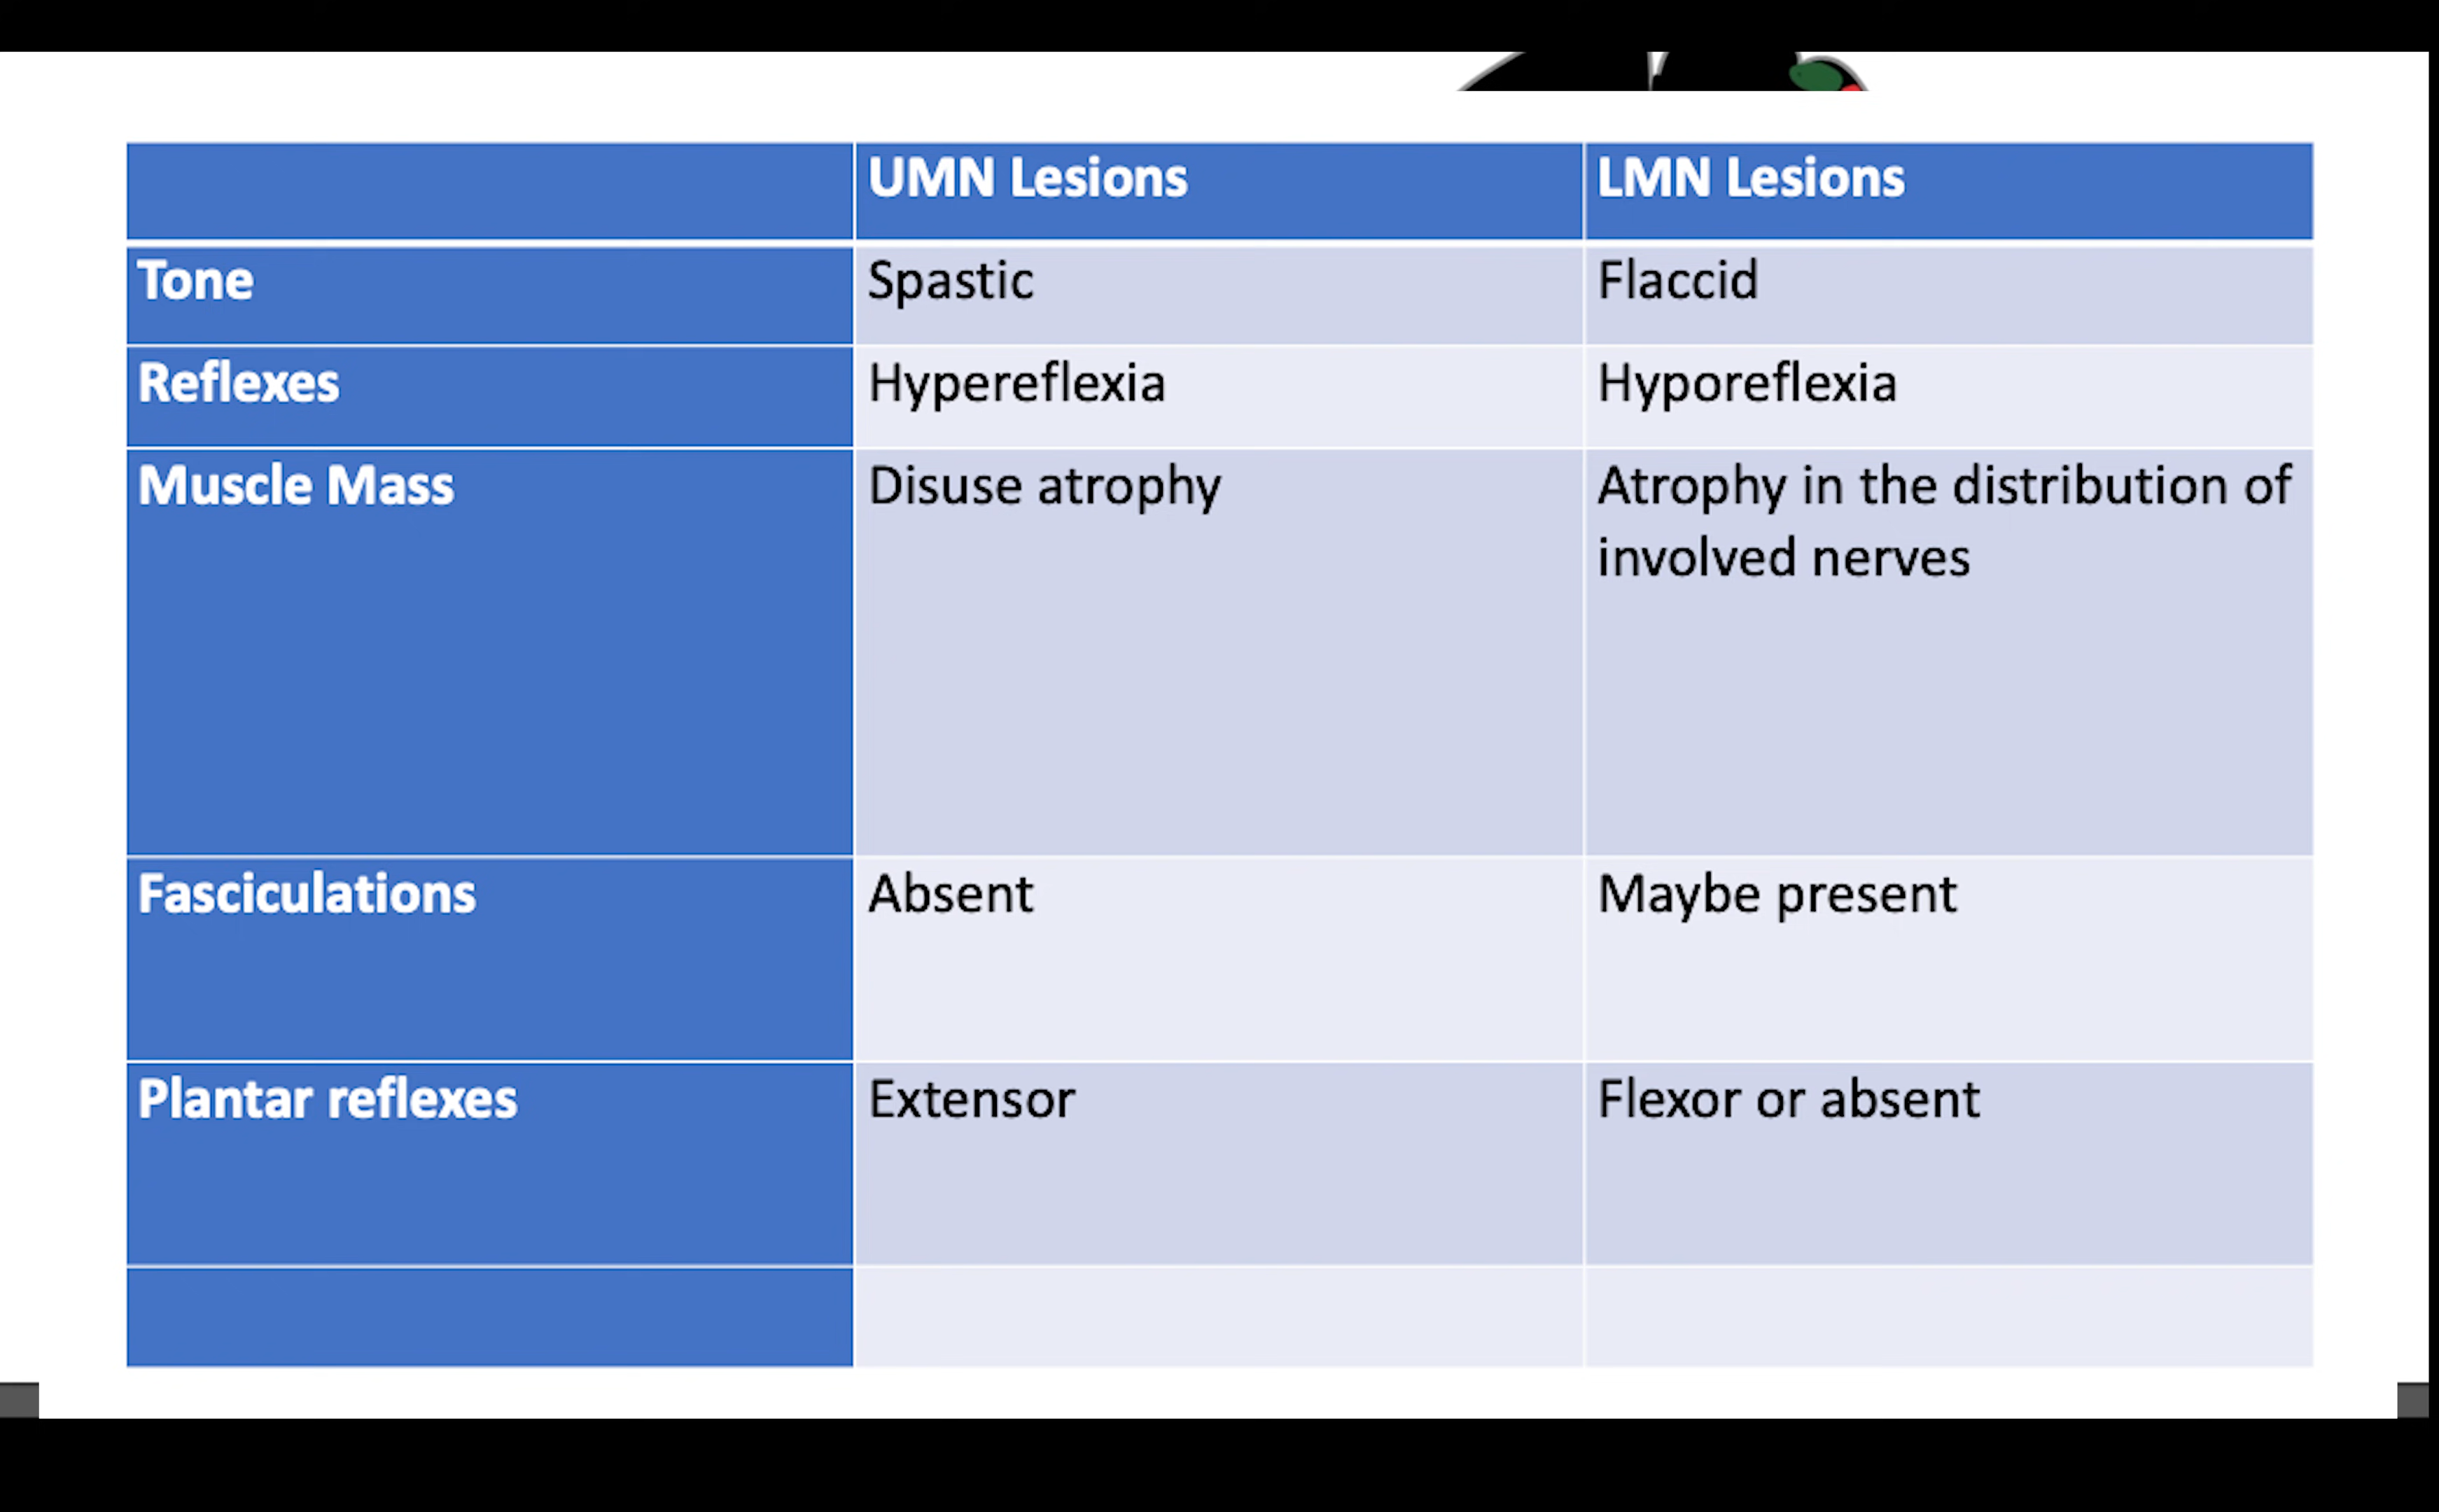 UMN Lesions LMN Lesions
Tone Spastic Flaccid
Reflexes Hypereflexia Hyporeflexia
Muscle Mass Disuse atrophy Atrophy in the distribution of
involved nerves
Fasciculations Absent Maybe present
Plantar reflexes Extensor Flexor or absent